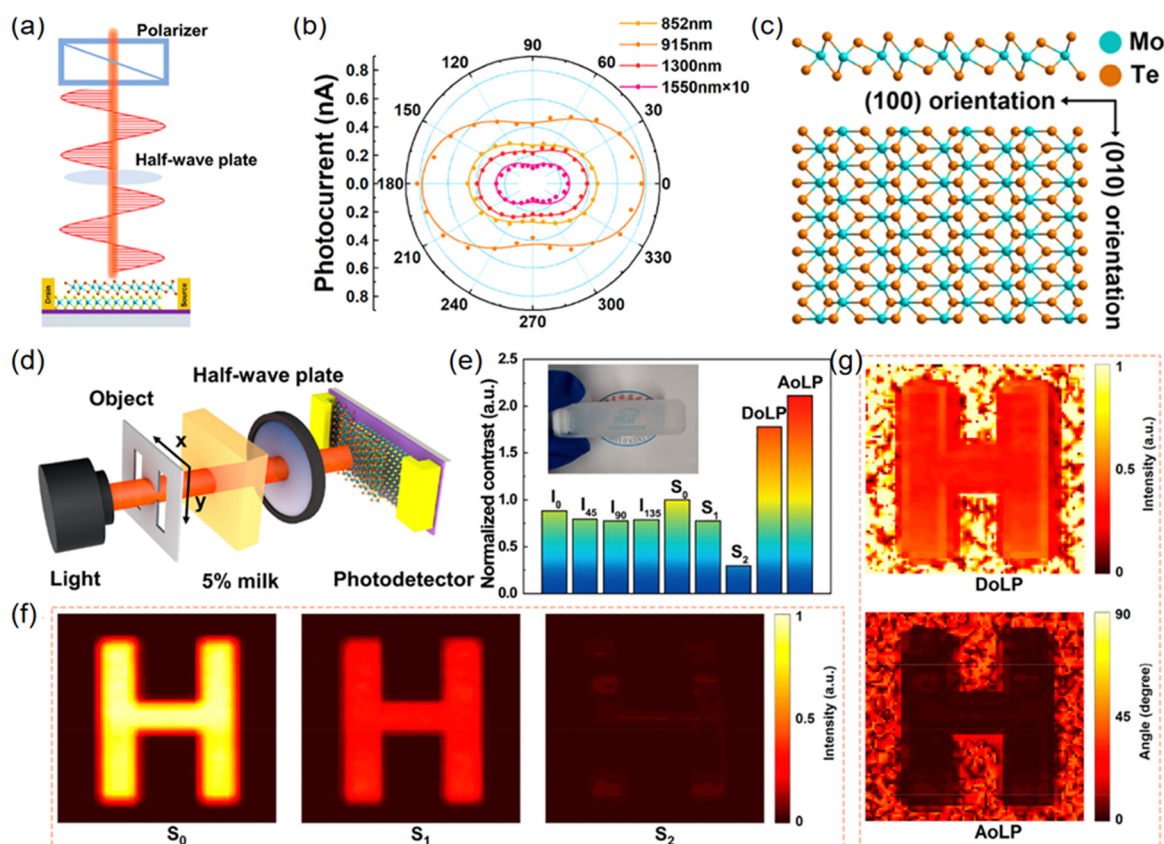 (a)
Polarizer
Half-wave plate
Drain
Source
(b)
Photocurrent (nA)
0.8
0.6
0.4
0.2
0.0
0.2
0.4
0.6
0.8
90
60
30
0
330
300
270
240
210
180
150
120
852nm
915nm
1300nm
1550nm×10
(c)
Mo
Te
(100) orientation
(010) orientation
(d)
Half-wave plate
Object
x
y
Light
5% milk
Photodetector
(e)
Normalized contrast (a.u.)
2.5
2.0
1.5
1.0
0.5
0.0
I₀
I₄₅
I₉₀
I₁₃₅
S₀
S₁
S₂
DoLP
AoLP
(f)
S₀
S₁
S₂
1
0.5
0
Intensity (a.u.)
(g)
1
0.5
0
Intensity (a.u.)
DoLP
90
45
0
Angle (degree)
AoLP